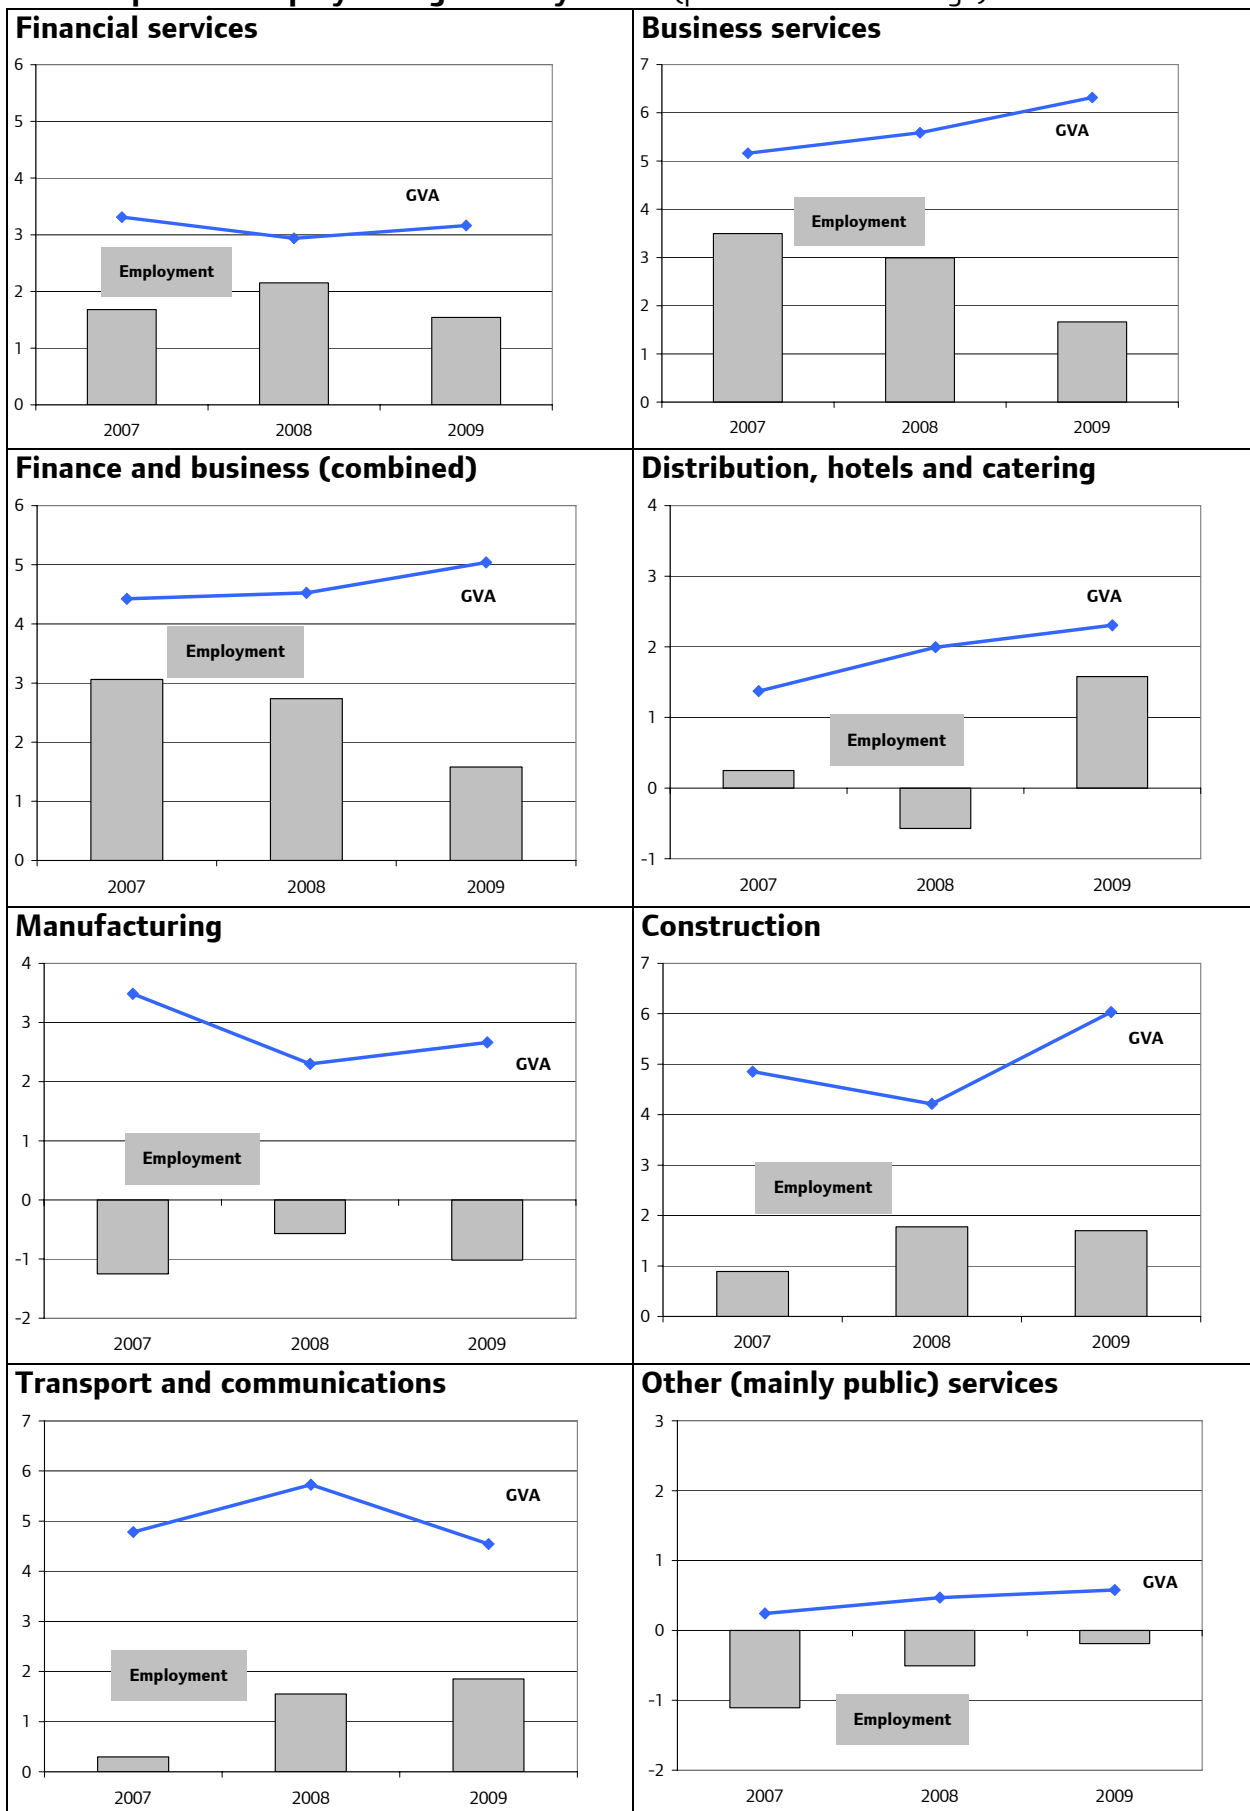 Financial services
6
5
4
3
2
1
0
GVA
Employment
2007 2008 2009
Business services
7
6
5
4
3
2
1
0
GVA
Employment
2007 2008 2009
Finance and business (combined)
6
5
4
3
2
1
0
GVA
Employment
2007 2008 2009
Distribution, hotels and catering
4
3
2
1
0
-1
GVA
Employment
2007 2008 2009
Manufacturing
4
3
2
1
0
-1
-2
GVA
Employment
2007 2008 2009
Construction
7
6
5
4
3
2
1
0
GVA
Employment
2007 2008 2009
Transport and communications
7
6
5
4
3
2
1
0
GVA
Employment
2007 2008 2009
Other (mainly public) services
3
2
1
0
-1
-2
GVA
Employment
2007 2008 2009